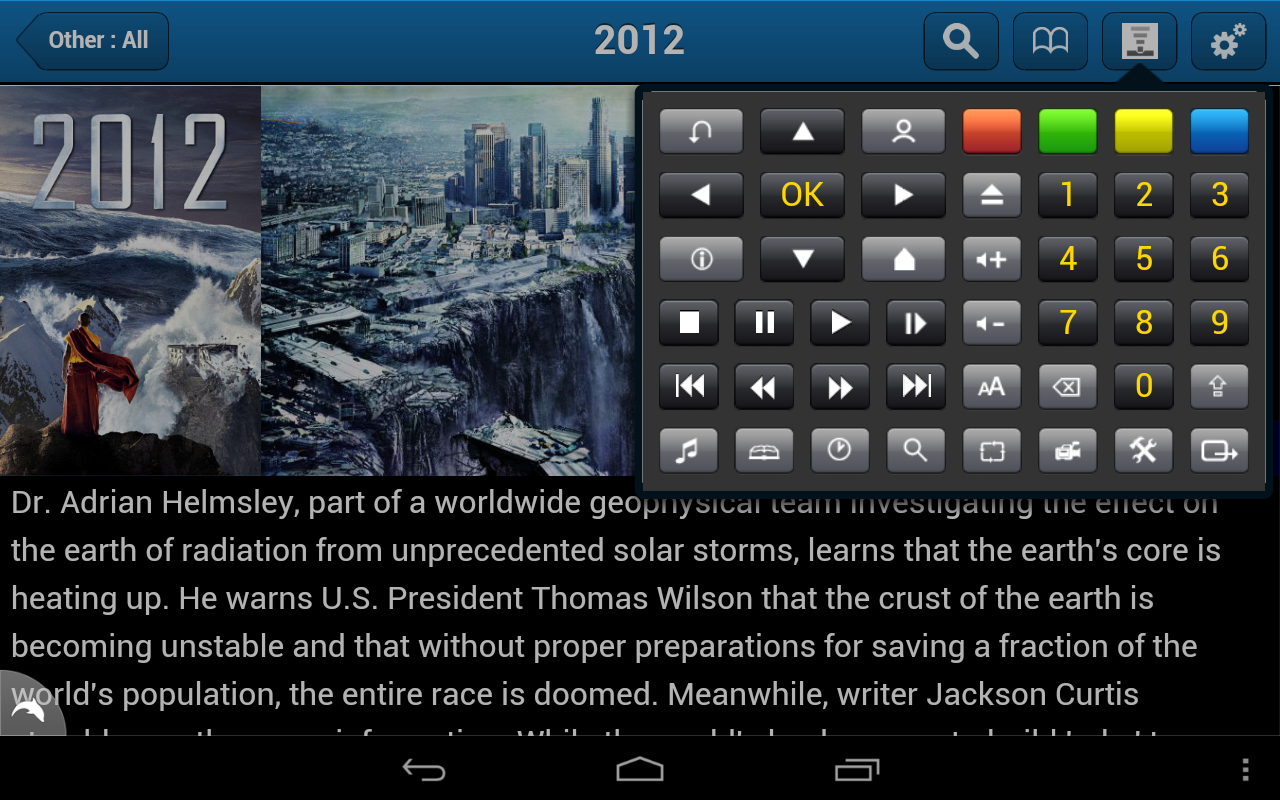 Other : All
2012
2012
OK
1 2 3
4 5 6
7 8 9
AA
0
Dr. Adrian Helmsley, part of a worldwide geophysical team investigating the effect on
the earth of radiation from unprecedented solar storms, learns that the earth's core is
heating up. He warns U.S. President Thomas Wilson that the crust of the earth is
becoming unstable and that without proper preparations for saving a fraction of the
world's population, the entire race is doomed. Meanwhile, writer Jackson Curtis